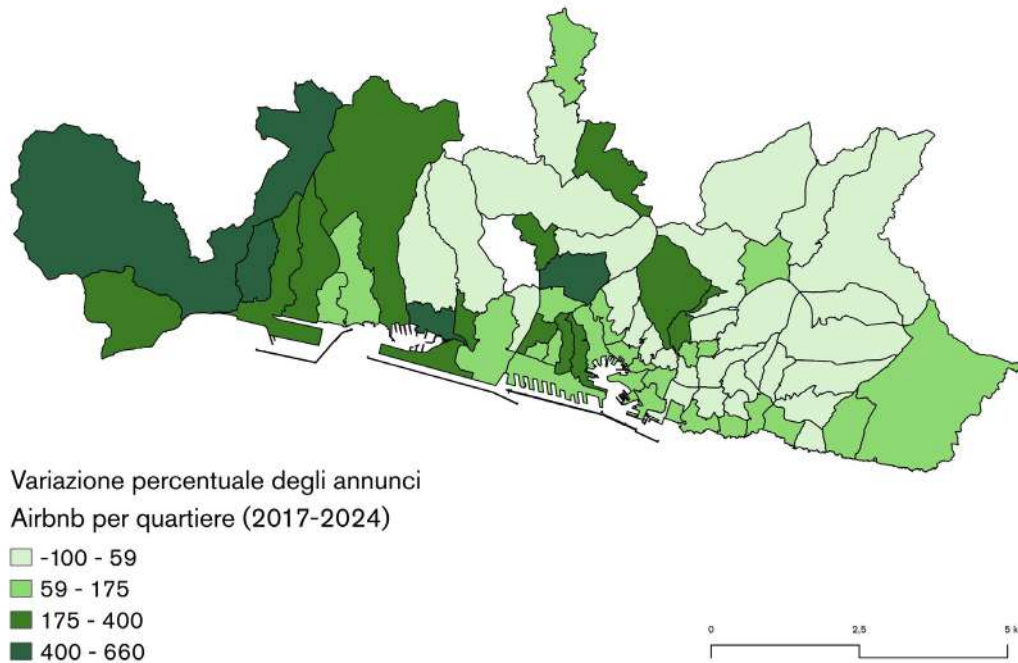 Variazione percentuale degli annunci
Airbnb per quartiere (2017-2024)
-100 - 59
59 - 175
175 - 400
400 - 660
0 2,5 5 k